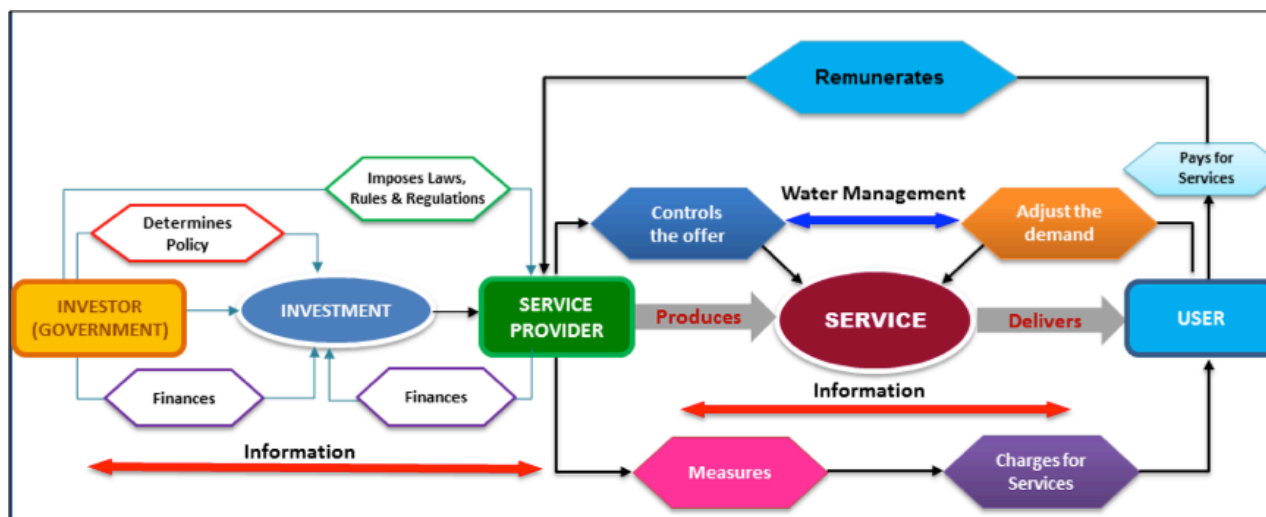 Remunerates
Imposes Laws,
Rules & Regulations
Pays for
Services
Determines
Policy
Controls
the offer
Water Management
Adjust the
demand
INVESTOR
(GOVERNMENT)
INVESTMENT
SERVICE
PROVIDER
Produces
SERVICE
Delivers
USER
Finances
Finances
Information
Information
Measures
Charges for
Services